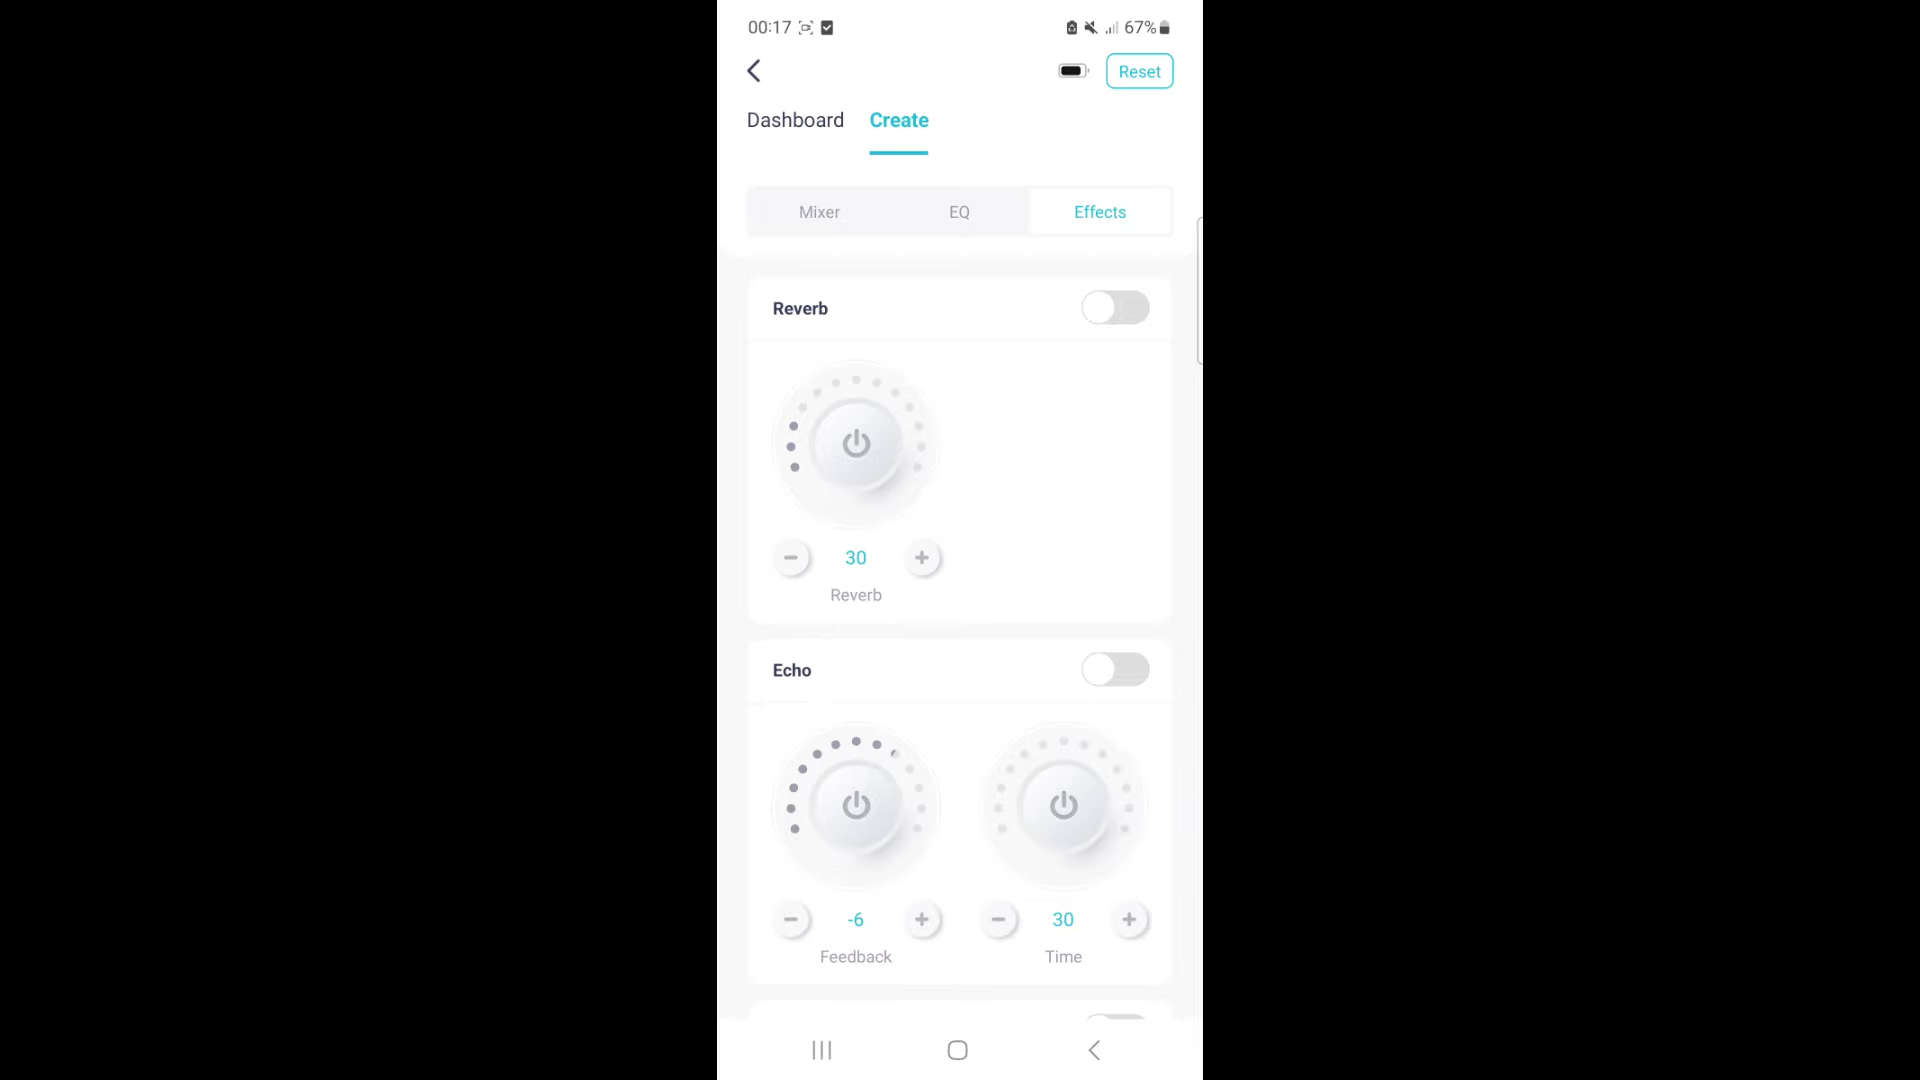 00:17 67%
Reset
Dashboard Create
Mixer EQ Effects
Reverb
30
Reverb
Echo
-6 30
Feedback Time